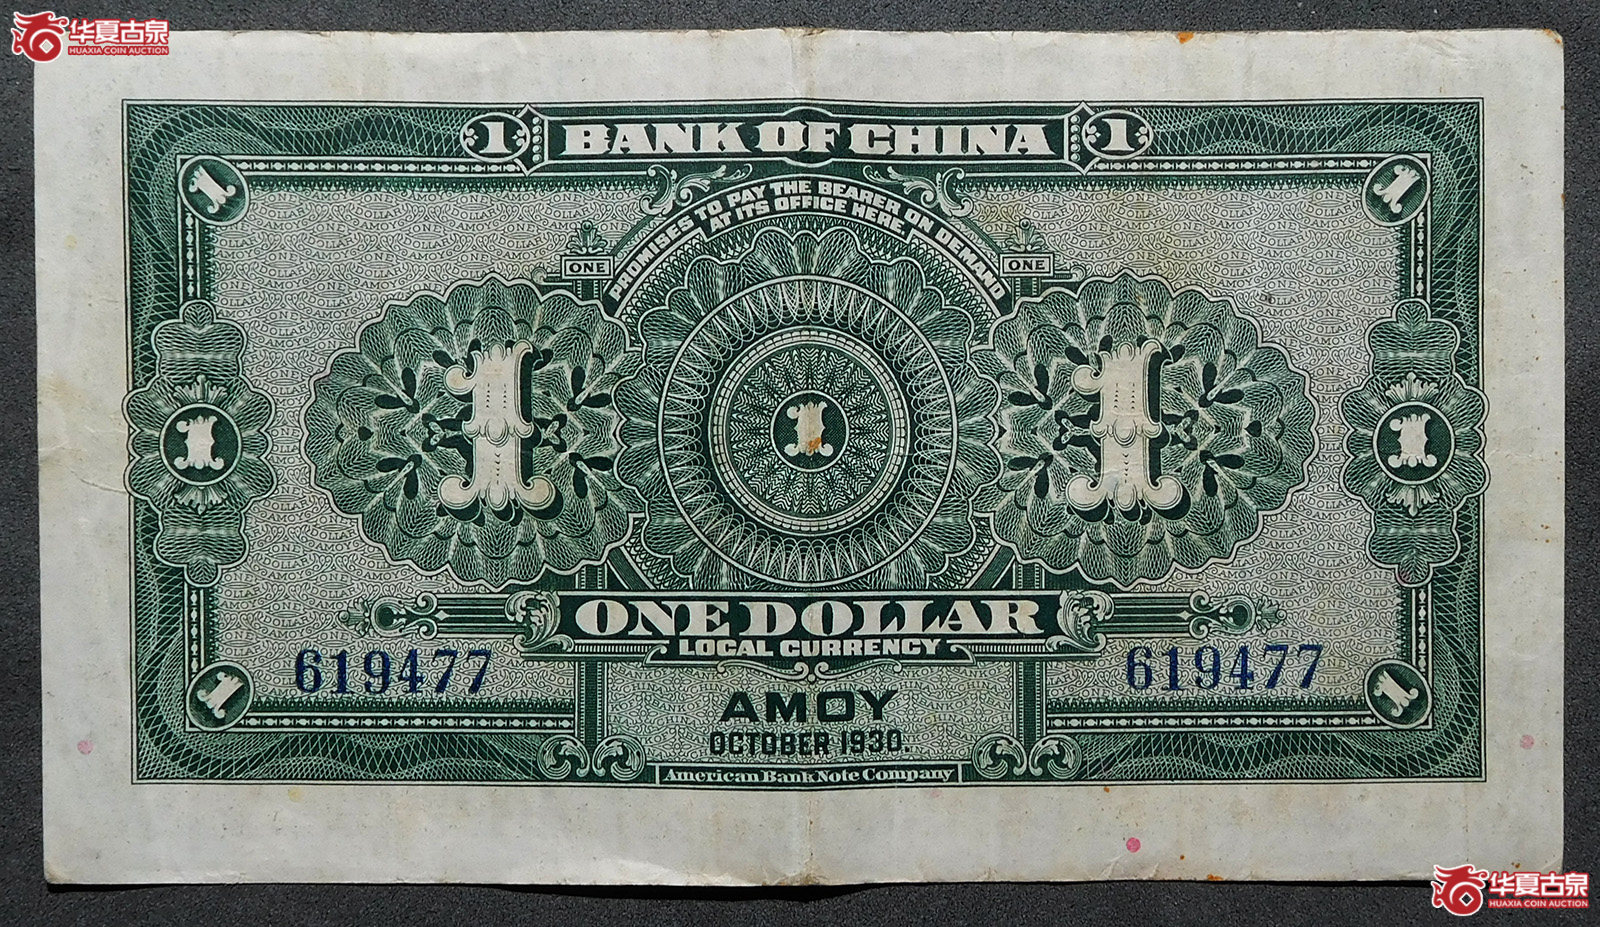 华夏古泉
HUAXIA COIN AUCTION
1 BANK OF CHINA 1
1 1
PROMISES TO PAY THE BEARER ON DEMAND
AT ITS OFFICE HERE
ONE ONE
1 1 1 1 1
ONE DOLLAR
LOCAL CURRENCY
619477 619477
1 1
AMOY
OCTOBER 1930.
American Bank Note Company
华夏古泉
HUAXIA COIN AUCTION